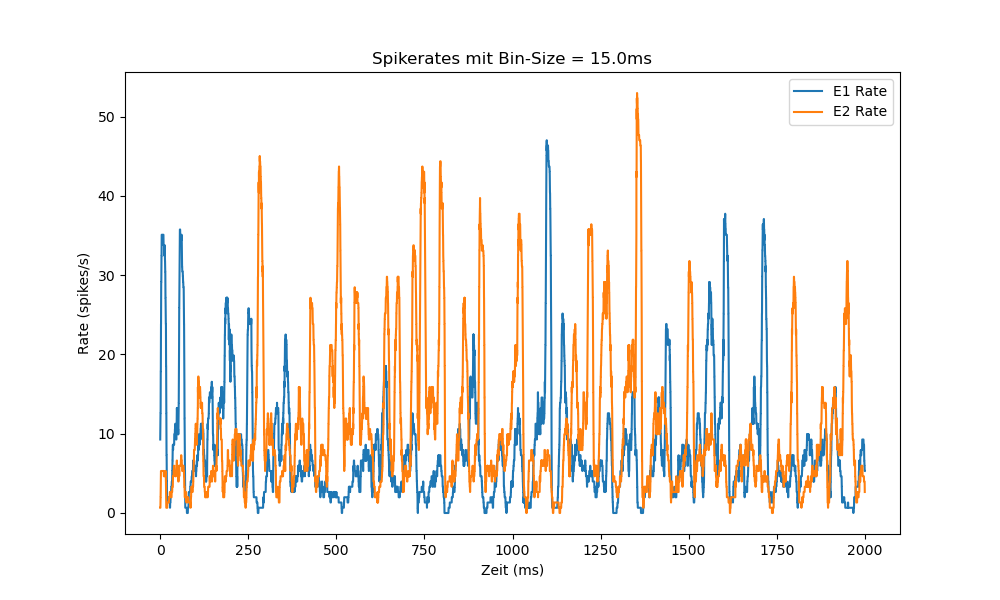 Spikerates mit Bin-Size = 15.0ms
E1 Rate
E2 Rate
50
40
30
20
10
0
Rate (spikes/s)
0 250 500 750 1000 1250 1500 1750 2000
Zeit (ms)